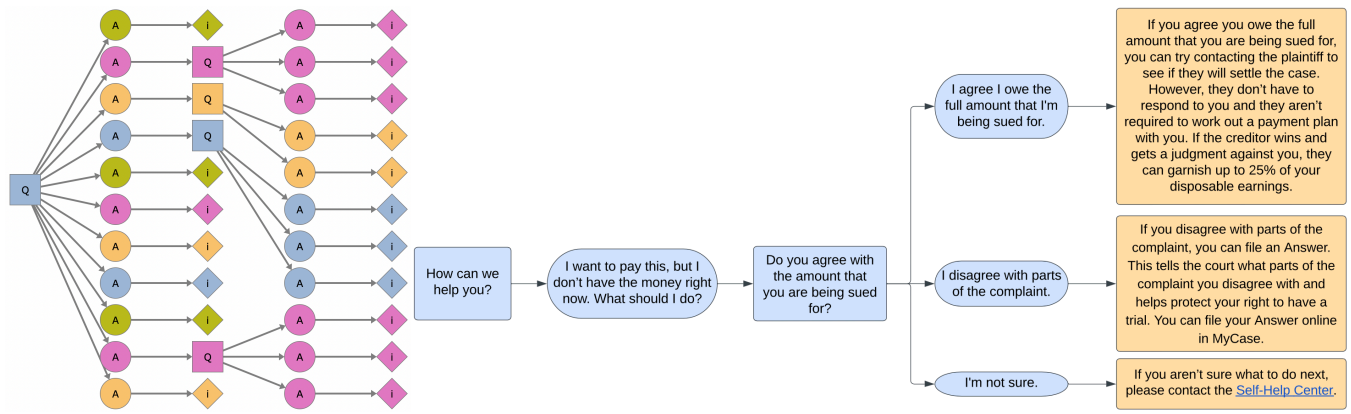 A i A i
A Q A i
A Q A i
A Q A i
A i A i
Q
A i A i
A i A i
A i A i
A i A i
A Q A i
A i A i
How can we
help you?
I want to pay this, but I
don't have the money right
now. What should I do?
Do you agree with
the amount that
you are being sued
for?
I agree I owe the
full amount that I'm
being sued for.
If you agree you owe the full
amount that you are being sued for,
you can try contacting the plaintiff to
see if they will settle the case.
However, they don't have to
respond to you and they aren't
required to work out a payment plan
with you. If the creditor wins and
gets a judgment against you, they
can garnish up to 25% of your
disposable earnings.
I disagree with parts
of the complaint.
If you disagree with parts of the
complaint, you can file an Answer.
This tells the court what parts of the
complaint you disagree with and
helps protect your right to have a
trial. You can file your Answer online
in MyCase.
I'm not sure.
If you aren't sure what to do next,
please contact the Self-Help Center.